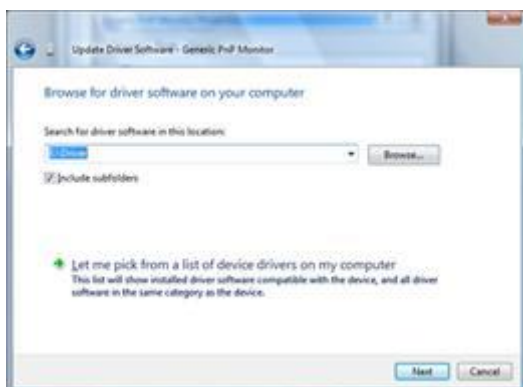 Update Driver Software - Generic PnP Monitor
Browse for driver software on your computer
Search for driver software in this location:
Browse...
Include subfolders
Let me pick from a list of device drivers on my computer
This list will show installed driver software compatible with the device, and all driver
software in the same category as the device.
Next
Cancel